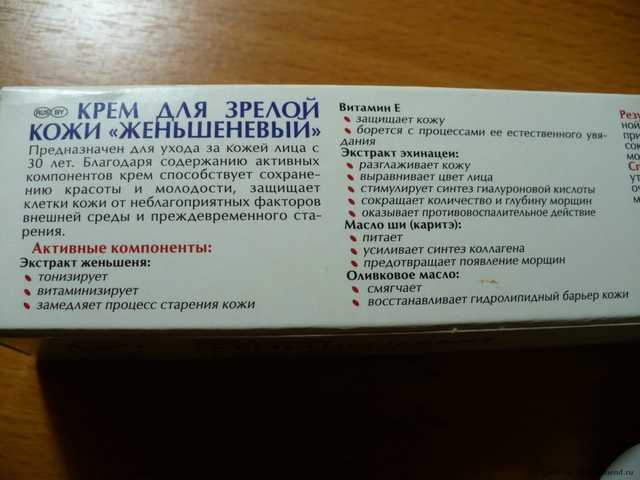 RUS BY КРЕМ ДЛЯ ЗРЕЛОЙ
КОЖИ «ЖЕНЬШЕНЕВЫЙ»
Предназначен для ухода за кожей лица с
30 лет. Благодаря содержанию активных
компонентов крем способствует сохране-
нию красоты и молодости, защищает
клетки кожи от неблагоприятных факторов
внешней среды и преждевременного ста-
рения.
Активные компоненты:
Экстракт женьшеня:
тонизирует
витаминизирует
замедляет процесс старения кожи
Витамин Е
защищает кожу
борется с процессами ее естественного увя-
дания
Экстракт эхинацеи:
разглаживает кожу
выравнивает цвет лица
стимулирует синтез гиалуроновой кислоты
сокращает количество и глубину морщин
оказывает противовоспалительное действие
Масло ши (каритэ):
питает
усиливает синтез коллагена
предотвращает появление морщин
Оливковое масло:
смягчает
восстанавливает гидролипидный барьер кожи